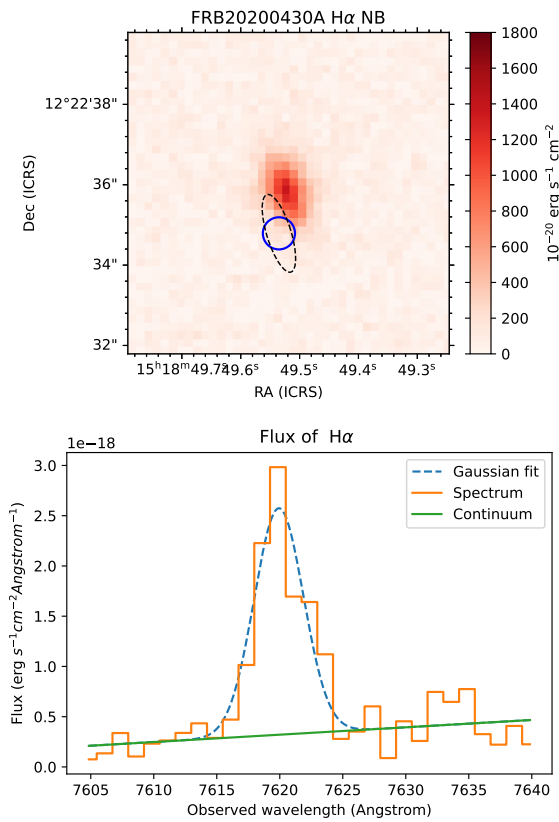 FRB20200430A Hα NB
1800
1600
1400
1200
1000
800
600
400
200
0
10⁻²⁰ erg s⁻¹ cm⁻²
12°22'38"
36"
34"
32"
Dec (ICRS)
15ʰ18ᵐ49.7ˢ 49.6ˢ 49.5ˢ 49.4ˢ 49.3ˢ
RA (ICRS)
Flux of Hα
1e−18
3.0
2.5
2.0
1.5
1.0
0.5
0.0
Flux (erg s⁻¹cm⁻²Angstrom⁻¹)
Gaussian fit
Spectrum
Continuum
7605 7610 7615 7620 7625 7630 7635 7640
Observed wavelength (Angstrom)